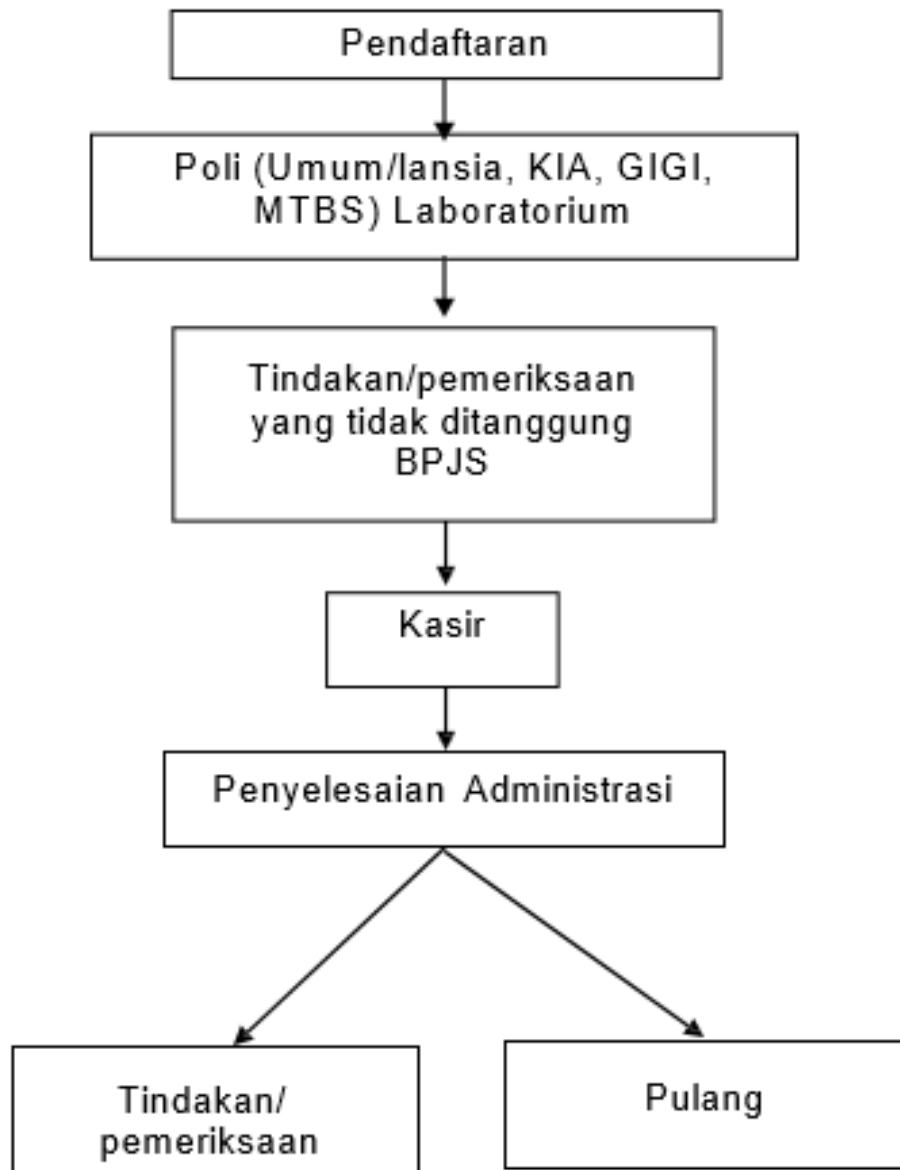 Pendaftaran
Poli (Umum/lansia, KIA, GIGI,
MTBS) Laboratorium
Tindakan/pemeriksaan
yang tidak ditanggung
BPJS
Kasir
Penyelesaian Administrasi
Tindakan/
pemeriksaan
Pulang